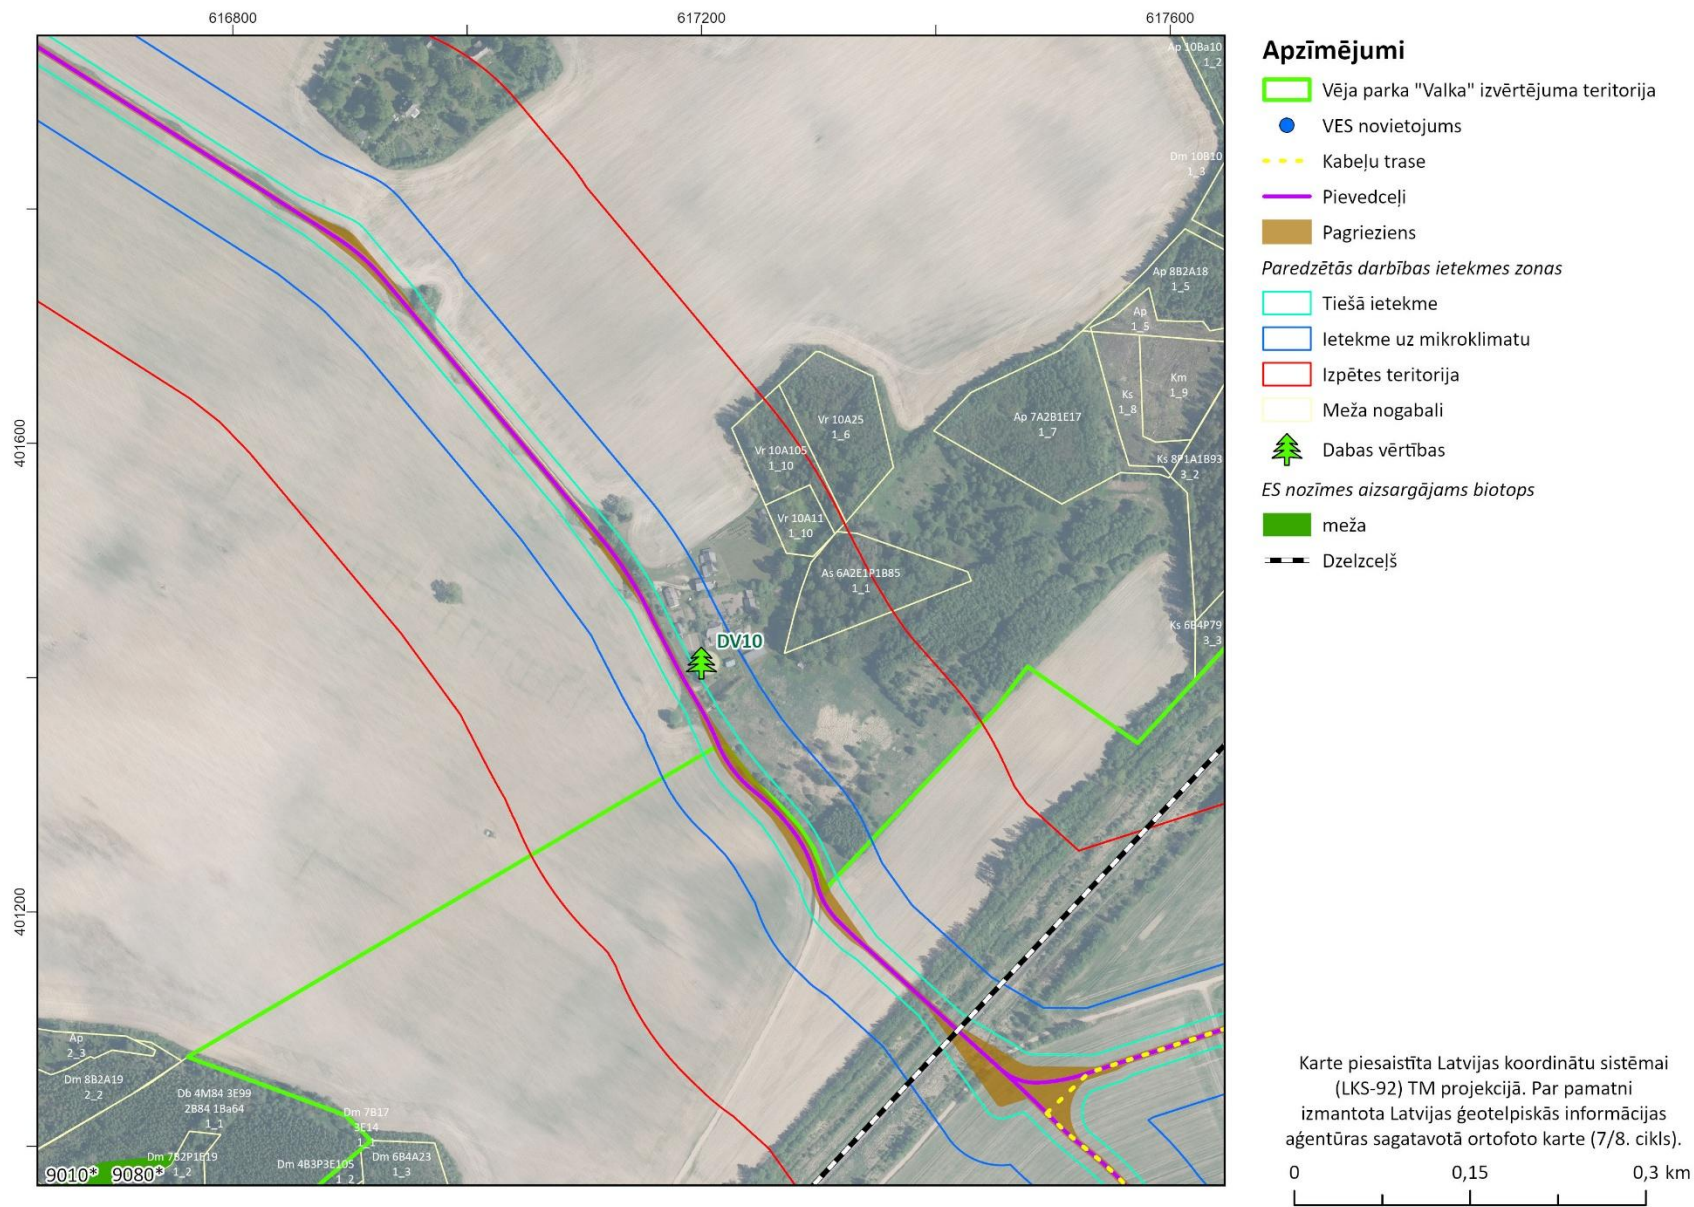 616800
617200
617600
401600
401200
Ap 10Ba10
1_2
Dm 10B10
1_3
Ap 8B2A18
1_5
Ap
1_5
Km
1_9
Ks
1_8
Ap 7A2B1E17
1_7
Ks 8P1A1B93
3_2
Vr 10A25
1_6
Vr 10A105
1_10
Vr 10A11
1_10
As 6A2E1P1B85
1_1
Ks 6E4P79
3_3
DV10
Ap
2_3
Dm 8B2A19
2_2
Db 4M84 3E99
2B84 1Ba64
1_1
Dm 7B17
3E14
1_1
Dm 7B2P1E19
1_2
Dm 4B3P3E105
1_2
Dm 6B4A23
1_3
9010* 9080*
Apzīmējumi
Vēja parka "Valka" izvērtējuma teritorija
VES novietojums
Kabeļu trase
Pievedceļi
Pagrieziens
Paredzētās darbības ietekmes zonas
Tiešā ietekme
Ietekme uz mikroklimatu
Izpētes teritorija
Meža nogabali
Dabas vērtības
ES nozīmes aizsargājams biotops
meža
Dzelzceļš
Karte piesaistīta Latvijas koordinātu sistēmai
(LKS-92) TM projekcijā. Par pamatni
izmantota Latvijas ģeotelpiskās informācijas
aģentūras sagatavotā ortofoto karte (7/8. cikls).
0 0,15 0,3 km